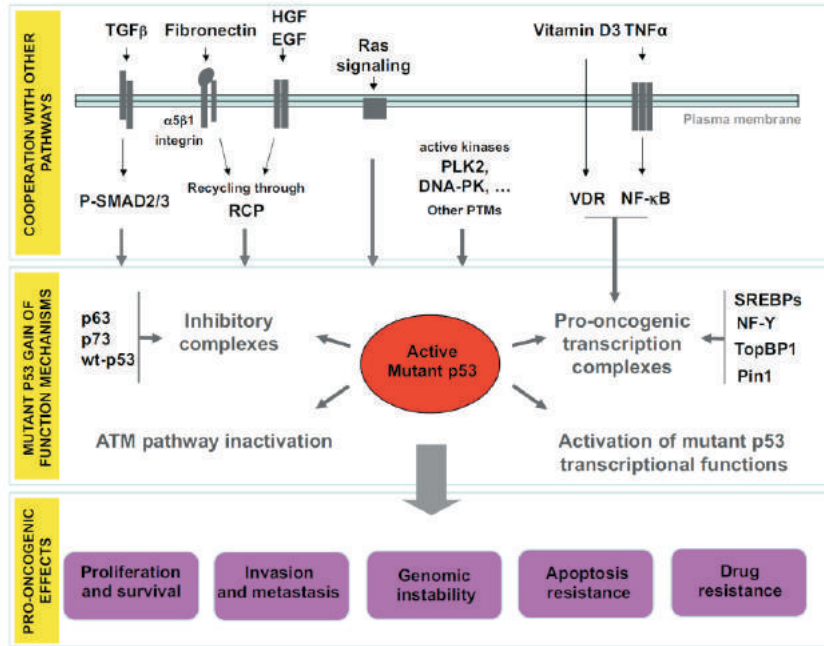 COOPERATION WITH OTHER
PATHWAYS
TGFβ
Fibronectin
HGF
EGF
Ras
signaling
Vitamin D3 TNFα
α5β1
integrin
Plasma membrane
P-SMAD2/3
Recycling through
RCP
active kinases
PLK2,
DNA-PK, ...
Other PTMs
VDR
NF-κB
MUTANT P53 GAIN OF
FUNCTION MECHANISMS
p63
p73
wt-p53
Inhibitory
complexes
Active
Mutant p53
Pro-oncogenic
transcription
complexes
SREBPs
NF-Y
TopBP1
Pin1
ATM pathway inactivation
Activation of mutant p53
transcriptional functions
PRO-ONCOGENIC
EFFECTS
Proliferation
and survival
Invasion
and metastasis
Genomic
instability
Apoptosis
resistance
Drug
resistance